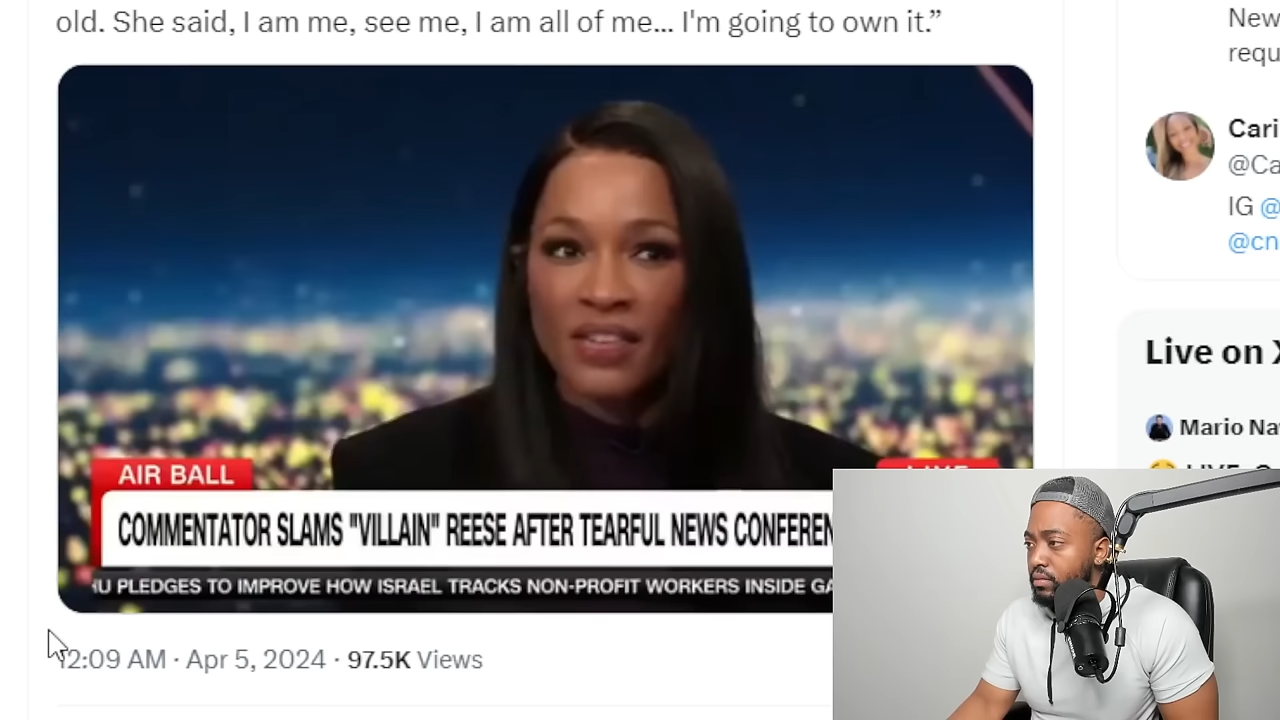 old. She said, I am me, see me, I am all of me... I'm going to own it.”
AIR BALL
COMMENTATOR SLAMS "VILLAIN" REESE AFTER TEARFUL NEWS
PLEDGES TO IMPROVE HOW ISRAEL TRACKS NON-PROFIT WORKERS INSIDE
12:09 AM · Apr 5, 2024 · 97.5K Views
New
requ
Cari
@Ca
IG @
@cn
Live on X
Mario Na